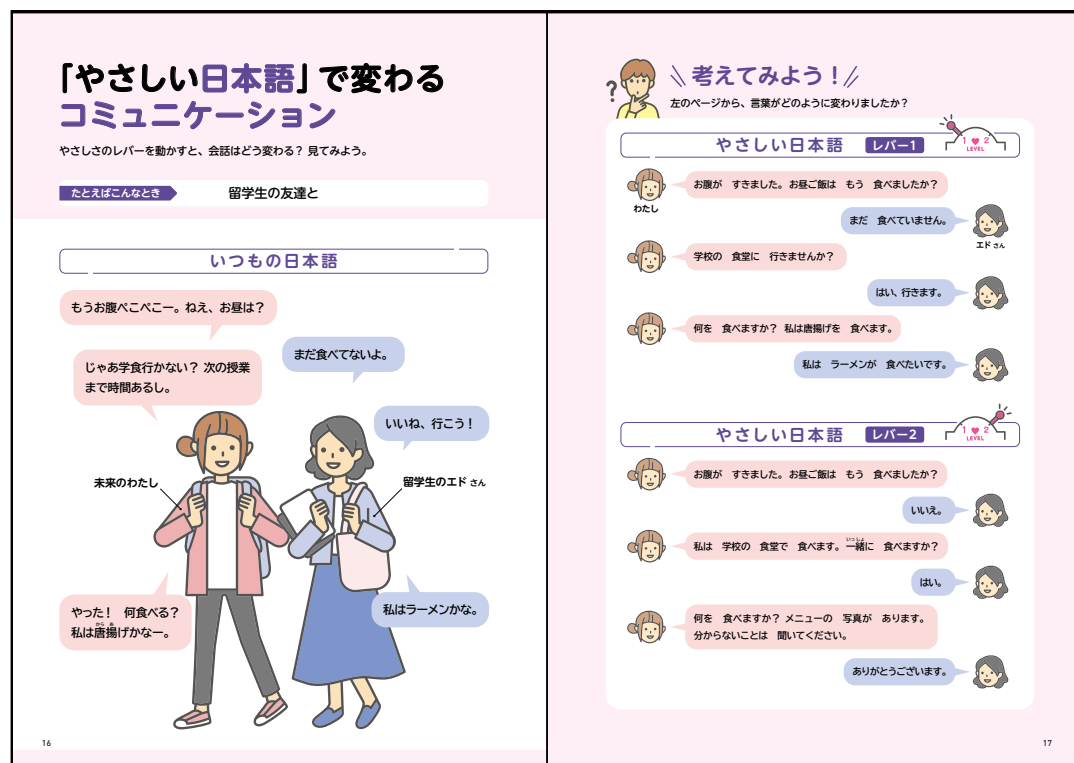 「やさしい日本語」で変わる
コミュニケーション
やさしさのレバーを動かすと、会話はどう変わる? 見てみよう。
たとえばこんなとき
留学生の友達と
いつもの日本語
もうお腹ぺこぺこー。ねえ、お昼は?
まだ食べてないよ。
じゃあ学食行かない? 次の授業
まで時間あるし。
いいね、行こう!
未来のわたし
留学生のエドさん
やった! 何食べる?
私は唐揚げかなー。
から あ
私はラーメンかな。
16
?
考えてみよう!
左のページから、言葉がどのように変わりましたか?
やさしい日本語 レバー1
1 ♥ 2
LEVEL
お腹が すきました。お昼ご飯は もう 食べましたか?
わたし
まだ 食べていません。
エドさん
学校の 食堂に 行きませんか?
はい、行きます。
何を 食べますか? 私は唐揚げを 食べます。
私は ラーメンが 食べたいです。
やさしい日本語 レバー2
1 ♥ 2
LEVEL
お腹が すきました。お昼ご飯は もう 食べましたか?
いいえ。
いっしょ
私は 学校の 食堂で 食べます。一緒に 食べますか?
はい。
何を 食べますか? メニューの 写真が あります。
分からないことは 聞いてください。
ありがとうございます。
17